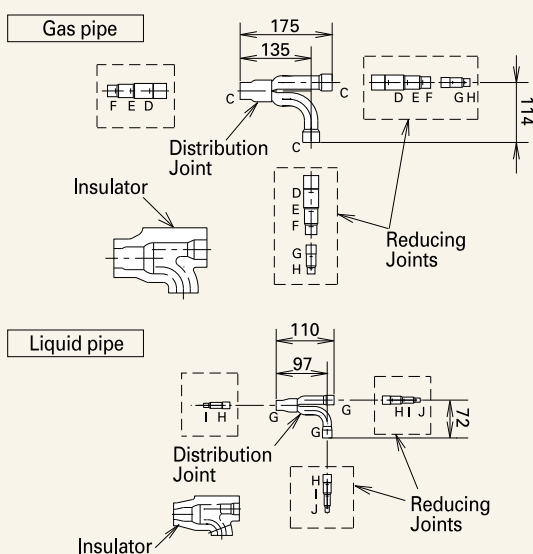 Gas pipe
175
135
F E D
C
C
D E F
G H
114
C
Distribution
Joint
Insulator
D
E
F
G
H
Reducing
Joints
Liquid pipe
110
97
I H
G
G
H I J
72
G
Distribution
Joint
H
I
J
Reducing
Joints
Insulator